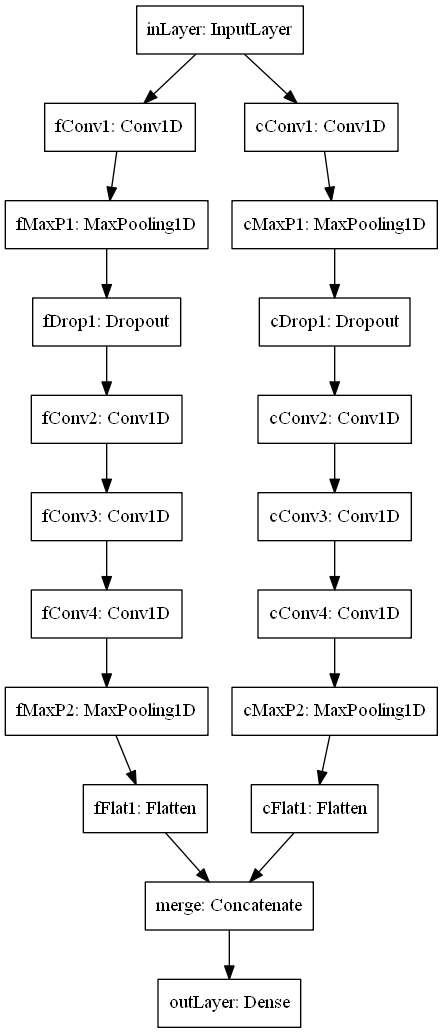 inLayer: InputLayer
fConv1: Conv1D
cConv1: Conv1D
fMaxP1: MaxPooling1D
cMaxP1: MaxPooling1D
fDrop1: Dropout
cDrop1: Dropout
fConv2: Conv1D
cConv2: Conv1D
fConv3: Conv1D
cConv3: Conv1D
fConv4: Conv1D
cConv4: Conv1D
fMaxP2: MaxPooling1D
cMaxP2: MaxPooling1D
fFlat1: Flatten
cFlat1: Flatten
merge: Concatenate
outLayer: Dense